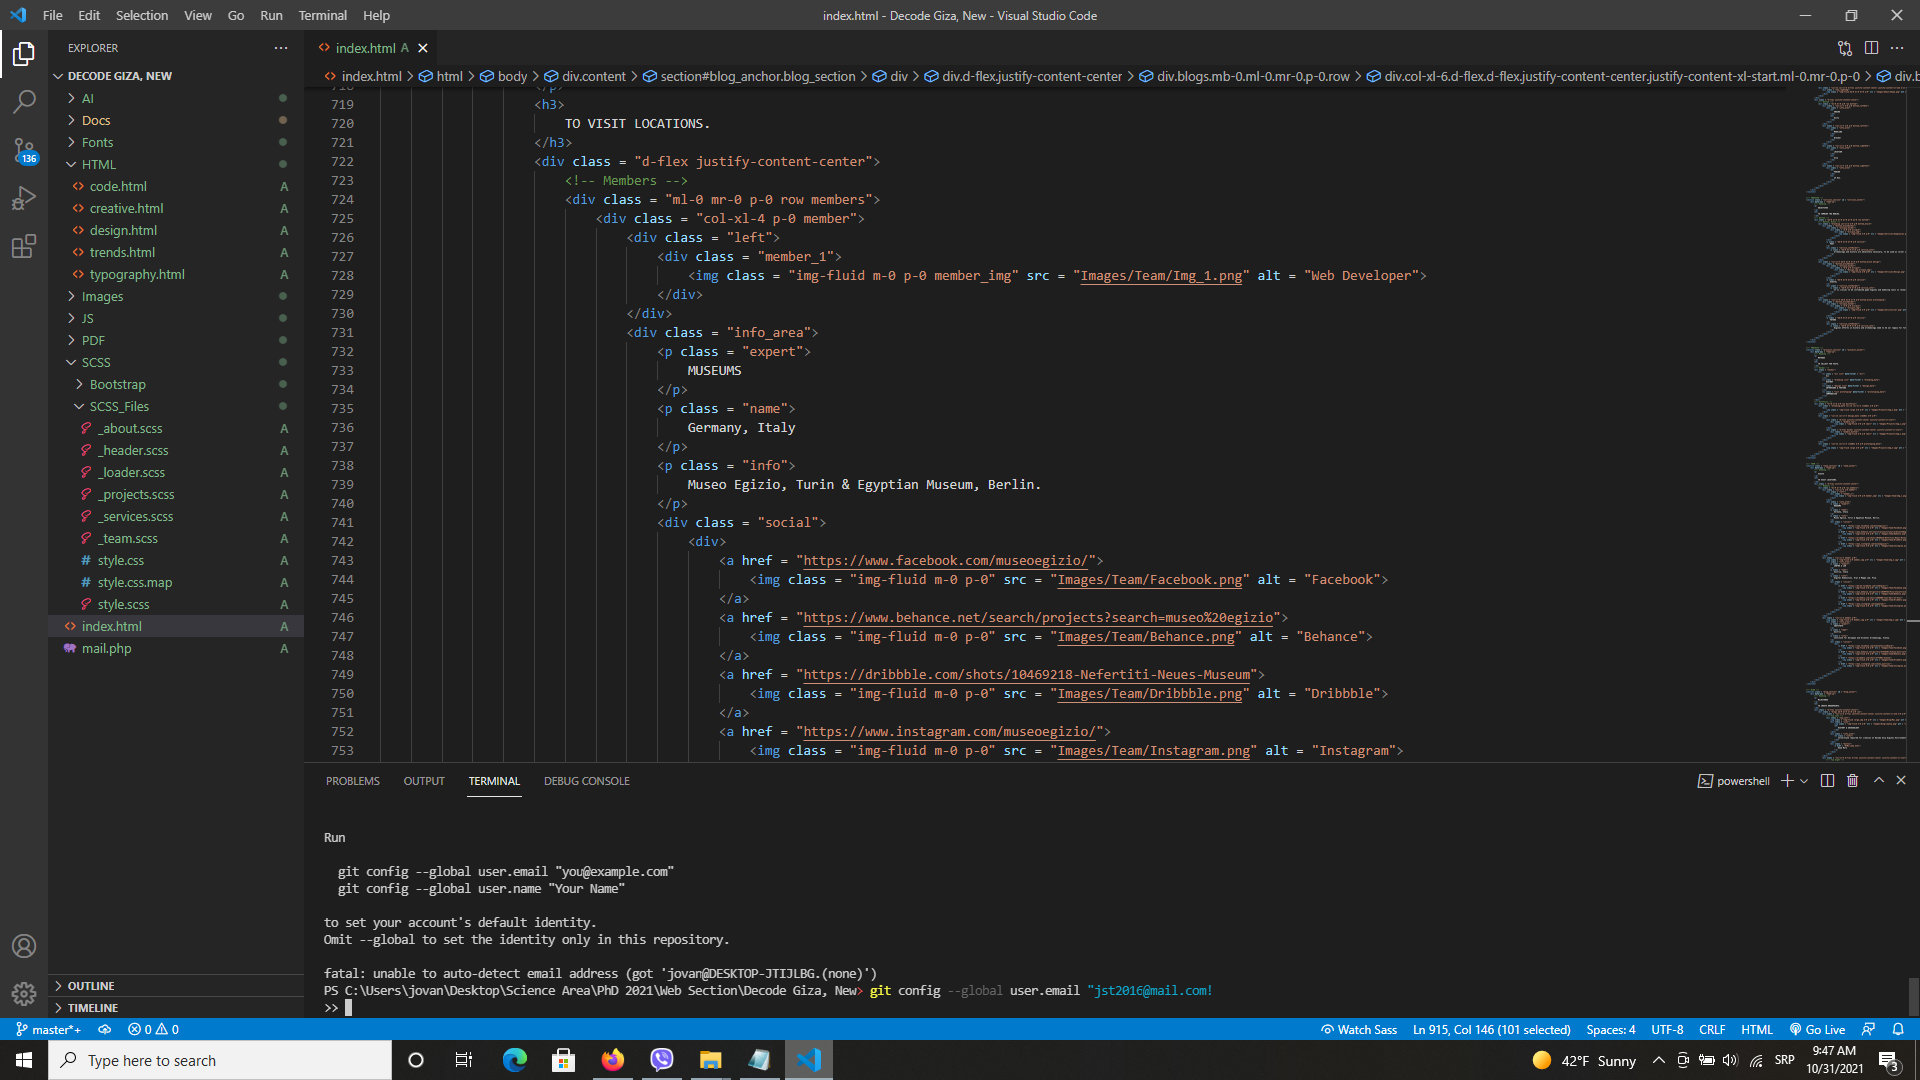 File Edit Selection View Go Run Terminal Help
index.html - Decode Giza, New - Visual Studio Code
EXPLORER
DECODE GIZA, NEW
AI
Docs
Fonts
HTML
code.html A
creative.html A
design.html A
trends.html A
typography.html A
Images
JS
PDF
SCSS
Bootstrap
SCSS_Files
_about.scss A
_header.scss A
_loader.scss A
_projects.scss A
_services.scss A
_team.scss A
style.css A
style.css.map A
style.scss A
index.html A
mail.php A
OUTLINE
TIMELINE
136
index.html A
index.html > html > body > div.content > section#blog_anchor.blog_section > div > div.d-flex.justify-content-center > div.blogs.mb-0.ml-0.mr-0.p-0.row > div.col-xl-6.d-flex.d-flex.justify-content-center.justify-content-xl-start.ml-0.mr-0.p-0 > div.b
718 </p>
719 <h3>
720 TO VISIT LOCATIONS.
721 </h3>
722 <div class = "d-flex justify-content-center">
723 <!-- Members -->
724 <div class = "ml-0 mr-0 p-0 row members">
725 <div class = "col-xl-4 p-0 member">
726 <div class = "left">
727 <div class = "member_1">
728 <img class = "img-fluid m-0 p-0 member_img" src = "Images/Team/Img_1.png" alt = "Web Developer">
729 </div>
730 </div>
731 <div class = "info_area">
732 <p class = "expert">
733 MUSEUMS
734 </p>
735 <p class = "name">
736 Germany, Italy
737 </p>
738 <p class = "info">
739 Museo Egizio, Turin & Egyptian Museum, Berlin.
740 </p>
741 <div class = "social">
742 <div>
743 <a href = "https://www.facebook.com/museoegizio/">
744 <img class = "img-fluid m-0 p-0" src = "Images/Team/Facebook.png" alt = "Facebook">
745 </a>
746 <a href = "https://www.behance.net/search/projects?search=museo%20egizio">
747 <img class = "img-fluid m-0 p-0" src = "Images/Team/Behance.png" alt = "Behance">
748 </a>
749 <a href = "https://dribbble.com/shots/10469218-Nefertiti-Neues-Museum">
750 <img class = "img-fluid m-0 p-0" src = "Images/Team/Dribbble.png" alt = "Dribbble">
751 </a>
752 <a href = "https://www.instagram.com/museoegizio/">
753 <img class = "img-fluid m-0 p-0" src = "Images/Team/Instagram.png" alt = "Instagram">
PROBLEMS OUTPUT TERMINAL DEBUG CONSOLE
powershell
Run
git config --global user.email "you@example.com"
git config --global user.name "Your Name"
to set your account's default identity.
Omit --global to set the identity only in this repository.
fatal: unable to auto-detect email address (got 'jovan@DESKTOP-JTIJLBG.(none)')
PS C:\Users\jovan\Desktop\Science Area\PhD 2021\Web Section\Decode Giza, New> git config --global user.email "jst2016@mail.com!
>>
master*+ 0 0
Watch Sass Ln 915, Col 146 (101 selected) Spaces: 4 UTF-8 CRLF HTML Go Live
Type here to search
42°F Sunny
SRP
9:47 AM
10/31/2021
3